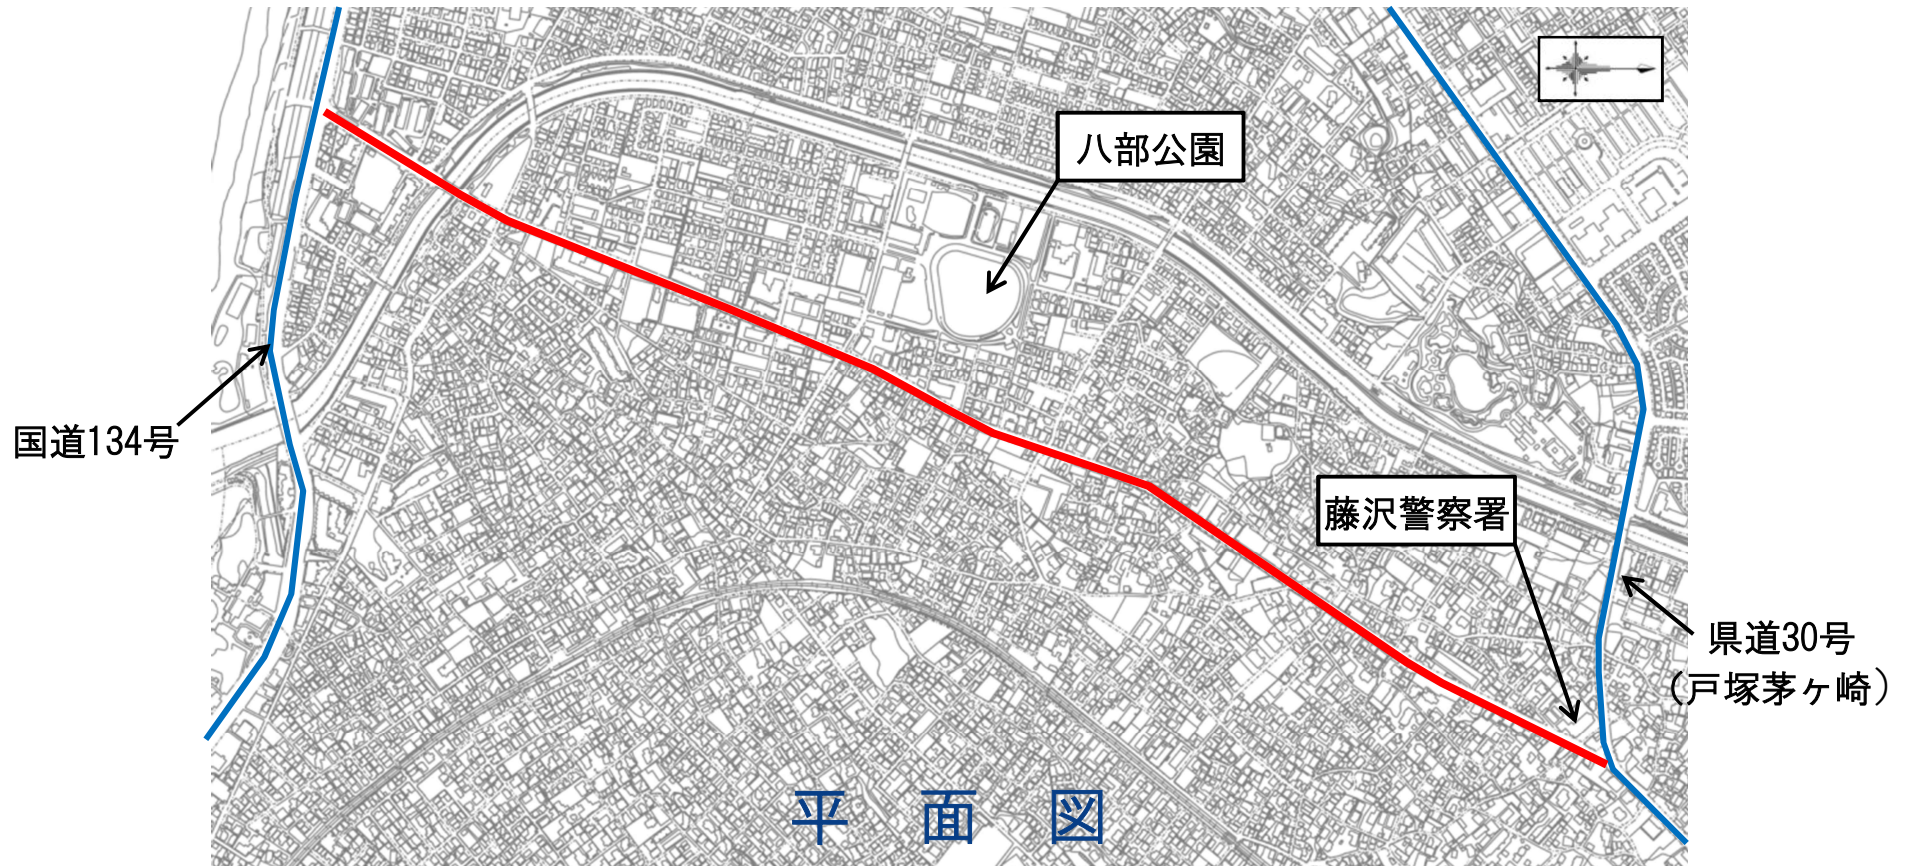 八部公園
国道134号
藤沢警察署
県道30号
（戸塚茅ヶ崎）
平面図